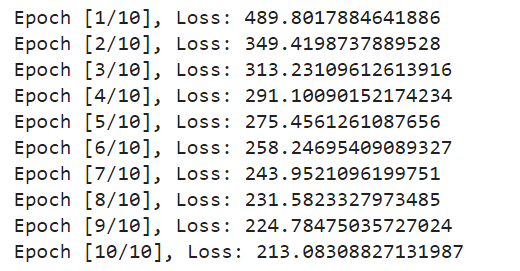 Epoch [1/10], Loss: 489.8017884641886
Epoch [2/10], Loss: 349.4198737889528
Epoch [3/10], Loss: 313.23109612613916
Epoch [4/10], Loss: 291.10090152174234
Epoch [5/10], Loss: 275.4561261087656
Epoch [6/10], Loss: 258.24695409089327
Epoch [7/10], Loss: 243.9521096199751
Epoch [8/10], Loss: 231.5823327973485
Epoch [9/10], Loss: 224.78475035727024
Epoch [10/10], Loss: 213.08308827131987